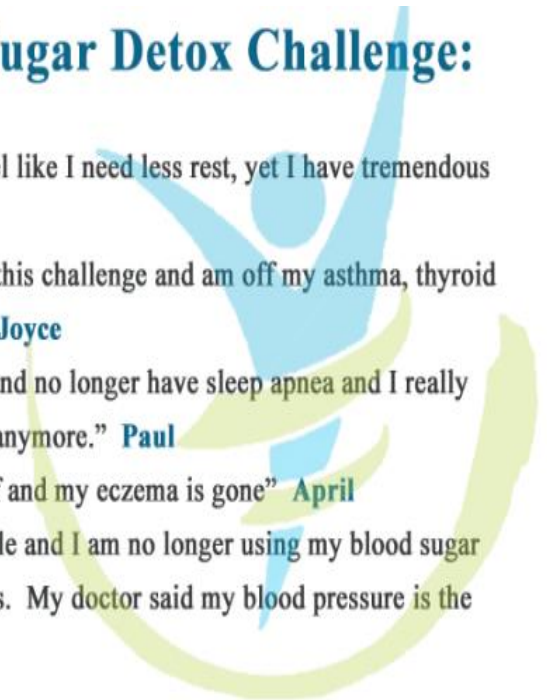 ugar Detox Challenge:
l like I need less rest, yet I have tremendous
this challenge and am off my asthma, thyroid
Joyce
nd no longer have sleep apnea and I really
anymore.” Paul
and my eczema is gone” April
le and I am no longer using my blood sugar
s. My doctor said my blood pressure is the